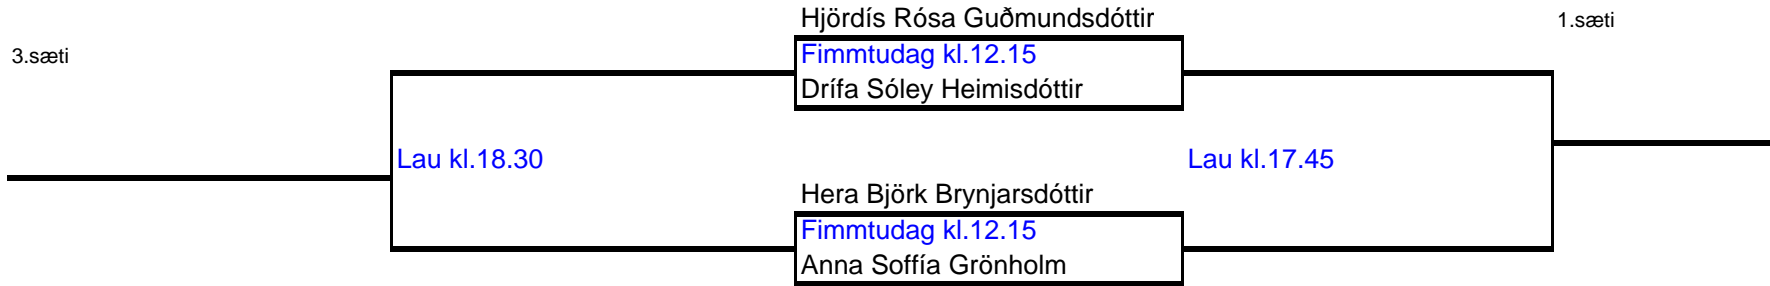 Hjördís Rósa Guðmundsdóttir
1.sæti
3.sæti
Fimmtudag kl.12.15
Drífa Sóley Heimisdóttir
Lau kl.18.30
Lau kl.17.45
Hera Björk Brynjarsdóttir
Fimmtudag kl.12.15
Anna Soffía Grönholm